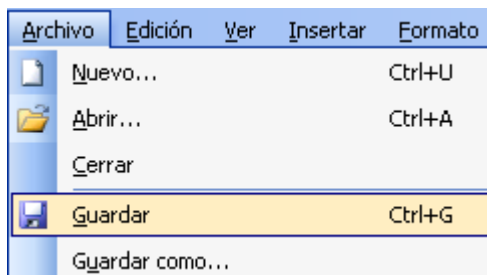 Archivo Edición Ver Insertar Formato
Nuevo... Ctrl+U
Abrir... Ctrl+A
Cerrar
Guardar Ctrl+G
Guardar como...